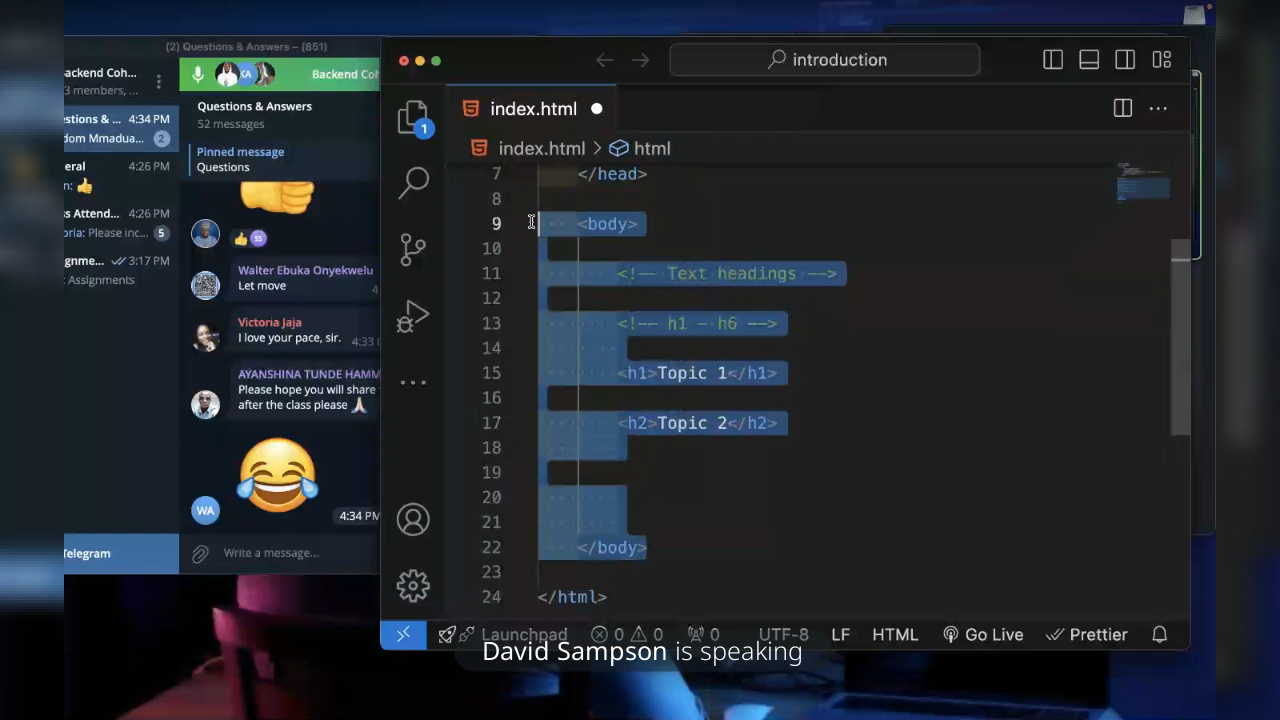 (2) Questions & Answers – (851)
Backend Coh...
3 members, ...
Backend Coh
Questions & Answers
52 messages
Pinned message
Questions
estions & ... 4:34 PM
dom Mmadua... 2
eral 4:26 PM
n: 👍
ss Attend... 4:26 PM
oria: Please inc... 5
gnme... 3:17 PM
Assignments
👍 SS
Walter Ebuka Onyekwelu
Let move
Victoria Jaja
I love your pace, sir.
4:33
AYANSHINA TUNDE HAMM
Please hope you will share
after the class please 🙏
WA
4:34 PM
Telegram
Write a message...
introduction
1
index.html
index.html > html
7 </head>
8
9 <body>
10
11 <!-- Text headings -->
12
13 <!-- h1 - h6 -->
14
15 <h1>Topic 1</h1>
16
17 <h2>Topic 2</h2>
18
19
20
21
22 </body>
23
24 </html>
Launchpad 0 0 0 UTF-8 LF HTML Go Live Prettier
David Sampson is speaking